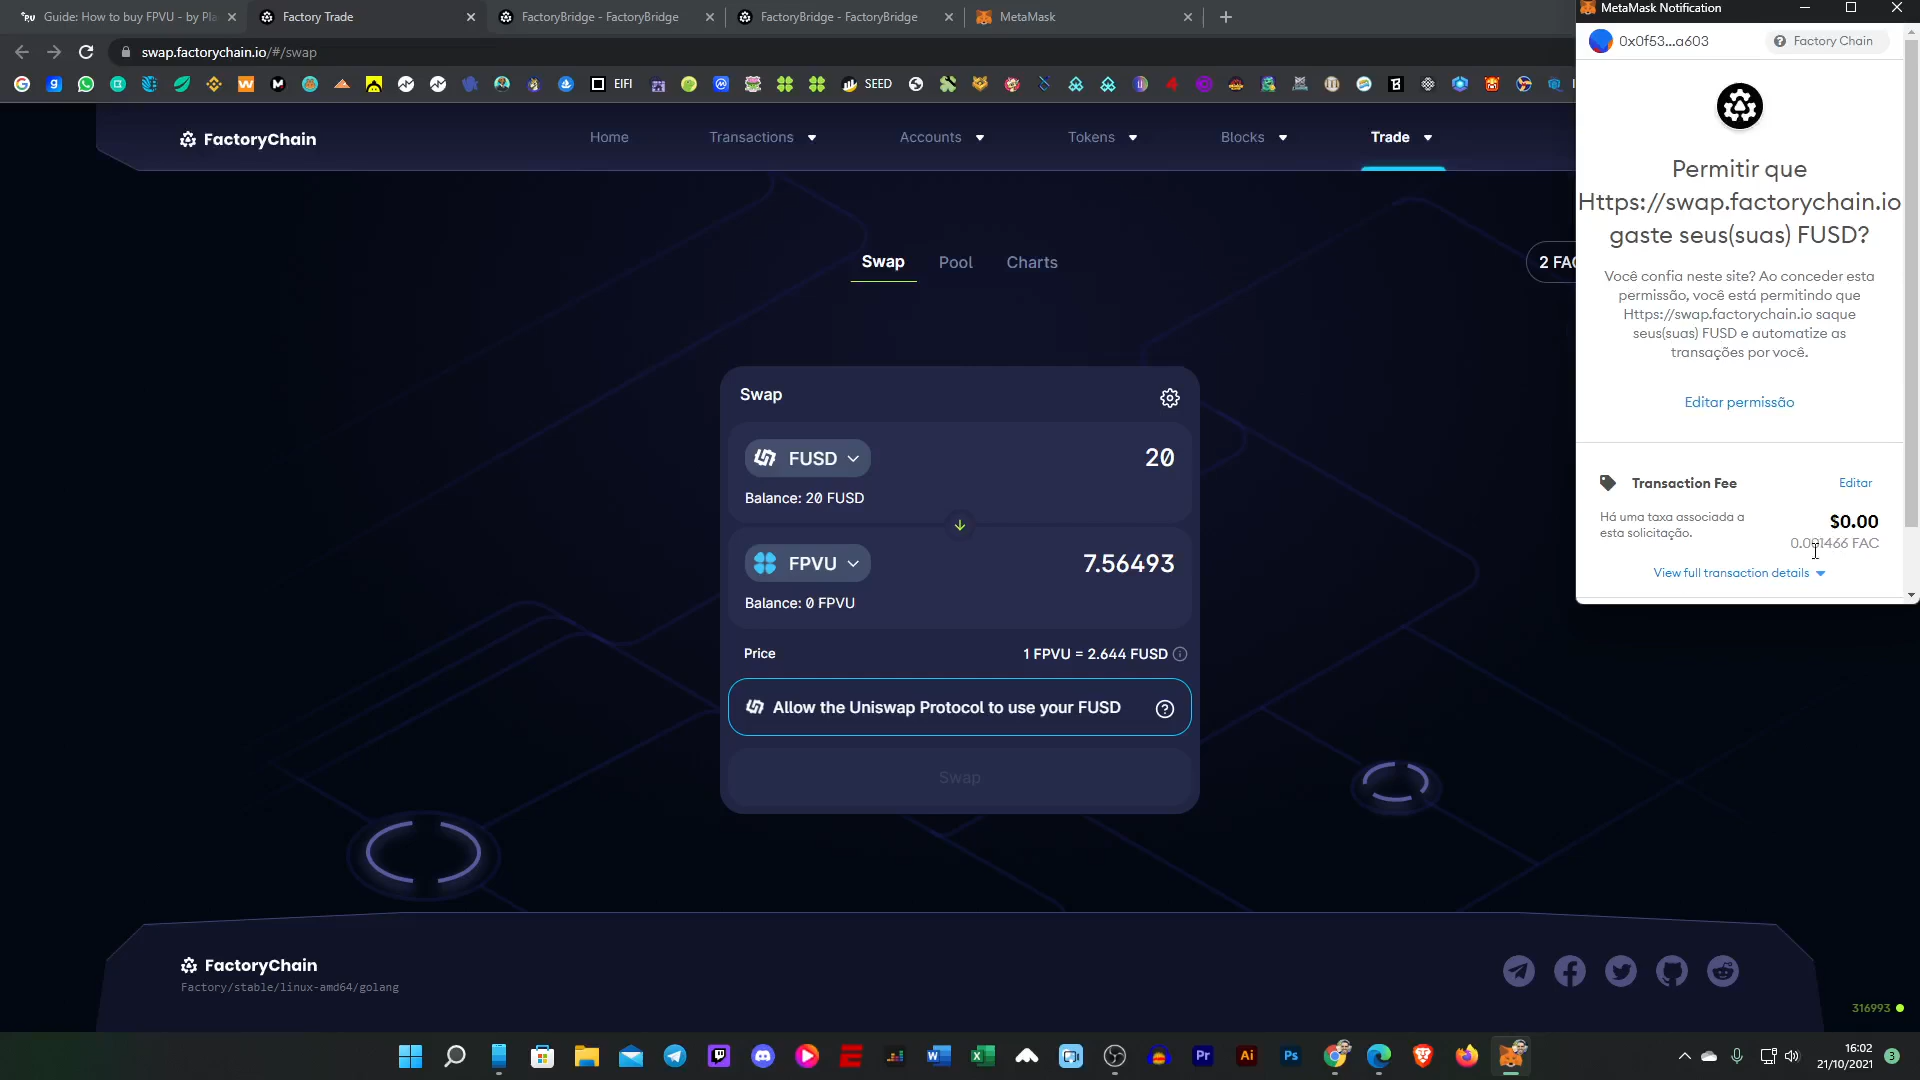 Guide: How to buy FPVU - by Pla
Factory Trade
FactoryBridge - FactoryBridge
FactoryBridge - FactoryBridge
MetaMask
swap.factorychain.io/#/swap
EIFI
SEED
FactoryChain
Home
Transactions
Accounts
Tokens
Blocks
Trade
Swap
Pool
Charts
2 FAC
Swap
FUSD
20
Balance: 20 FUSD
FPVU
7.56493
Balance: 0 FPVU
Price
1 FPVU = 2.644 FUSD
Allow the Uniswap Protocol to use your FUSD
Swap
MetaMask Notification
0x0f53...a603
Factory Chain
Permitir que
Https://swap.factorychain.io
gaste seus(suas) FUSD?
Você confia neste site? Ao conceder esta
permissão, você está permitindo que
Https://swap.factorychain.io saque
seus(suas) FUSD e automatize as
transações por você.
Editar permissão
Transaction Fee
Editar
Há uma taxa associada a
esta solicitação.
$0.00
0.001466 FAC
View full transaction details
FactoryChain
Factory/stable/linux-amd64/golang
316993
16:02
21/10/2021
3